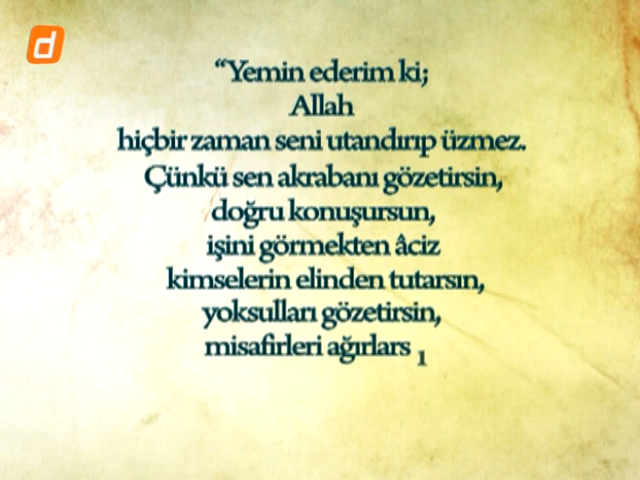 d
“Yemin ederim ki;
Allah
hiçbir zaman seni utandırıp üzmez.
Çünkü sen akrabanı gözetirsin,
doğru konuşursun,
işini görmekten âciz
kimselerin elinden tutarsın,
yoksulları gözetirsin,
misafirleri ağırlars ı